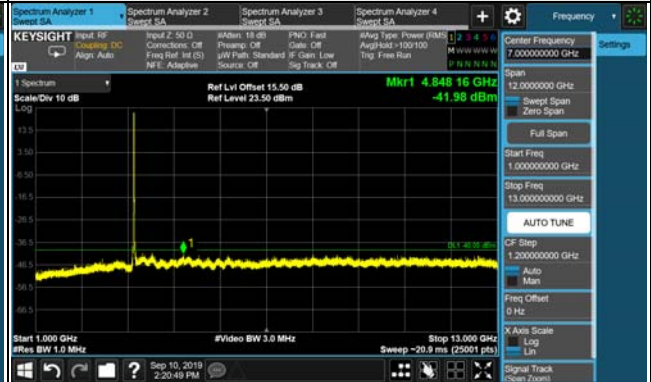 Spectrum Analyzer 1
Swept SA
Spectrum Analyzer 2
Swept SA
Spectrum Analyzer 3
Swept SA
Spectrum Analyzer 4
Swept SA
+
Frequency
KEYSIGHT
Input: RF
Coupling: DC
Align: Auto
Input Z: 50 Ω
Corrections: Off
Freq Ref: Int (S)
NFE: Adaptive
#Atten: 18 dB
Preamp: Off
µW Path: Standard
Source: Off
PNO: Fast
Gate: Off
IF Gain: Low
Sig Track: Off
#Avg Type: Power (RMS
Avg|Hold:>100/100
Trig: Free Run
1 2 3 4 5 6
M W W W W W
P N N N N N
LXI
1 Spectrum
Scale/Div 10 dB
Log
Ref Lvl Offset 15.50 dB
Ref Level 23.50 dBm
Mkr1 4.848 16 GHz
-41.98 dBm
13.5
3.50
-6.50
-16.5
-26.5
-36.5
-46.5
-56.5
-66.5
1
DL1 -40.00 dBm
Start 1.000 GHz
#Res BW 1.0 MHz
#Video BW 3.0 MHz
Stop 13.000 GHz
Sweep ~20.9 ms (25001 pts)
?
Sep 10, 2019
2:20:49 PM
Center Frequency
7.000000000 GHz
Settings
Span
12.0000000 GHz
Swept Span
Zero Span
Full Span
Start Freq
1.000000000 GHz
Stop Freq
13.000000000 GHz
AUTO TUNE
CF Step
1.200000000 GHz
Auto
Man
Freq Offset
0 Hz
X Axis Scale
Log
Lin
Signal Track
(Span Zoom)